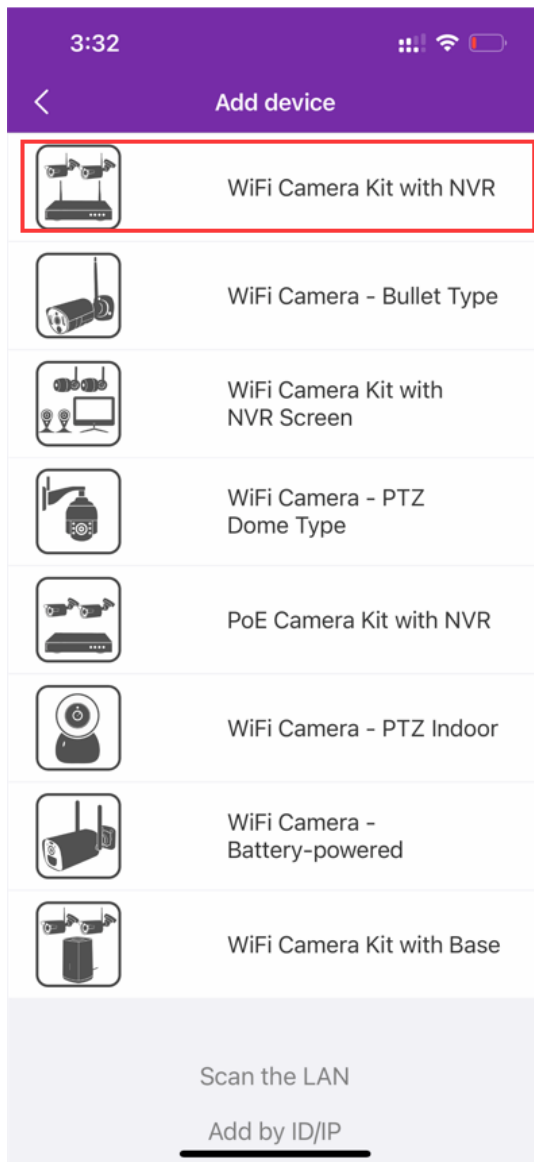 3:32
Add device
WiFi Camera Kit with NVR
WiFi Camera - Bullet Type
WiFi Camera Kit with
NVR Screen
WiFi Camera - PTZ
Dome Type
PoE Camera Kit with NVR
WiFi Camera - PTZ Indoor
WiFi Camera -
Battery-powered
WiFi Camera Kit with Base
Scan the LAN
Add by ID/IP